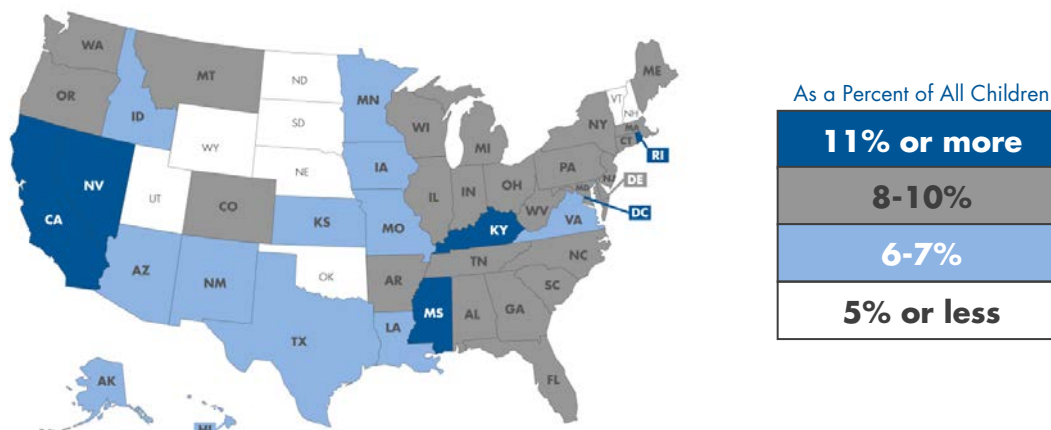 WA
MT
ND
MN
ME
VT
NH
OR
ID
SD
WI
NY
MA
CT
RI
WY
MI
IA
NE
PA
NJ
NV
UT
CO
IL
IN
OH
MD
DE
DC
CA
KS
MO
WV
VA
KY
AZ
NM
OK
TN
NC
AR
SC
MS
AL
GA
TX
LA
FL
AK
HI
As a Percent of All Children
11% or more
8-10%
6-7%
5% or less